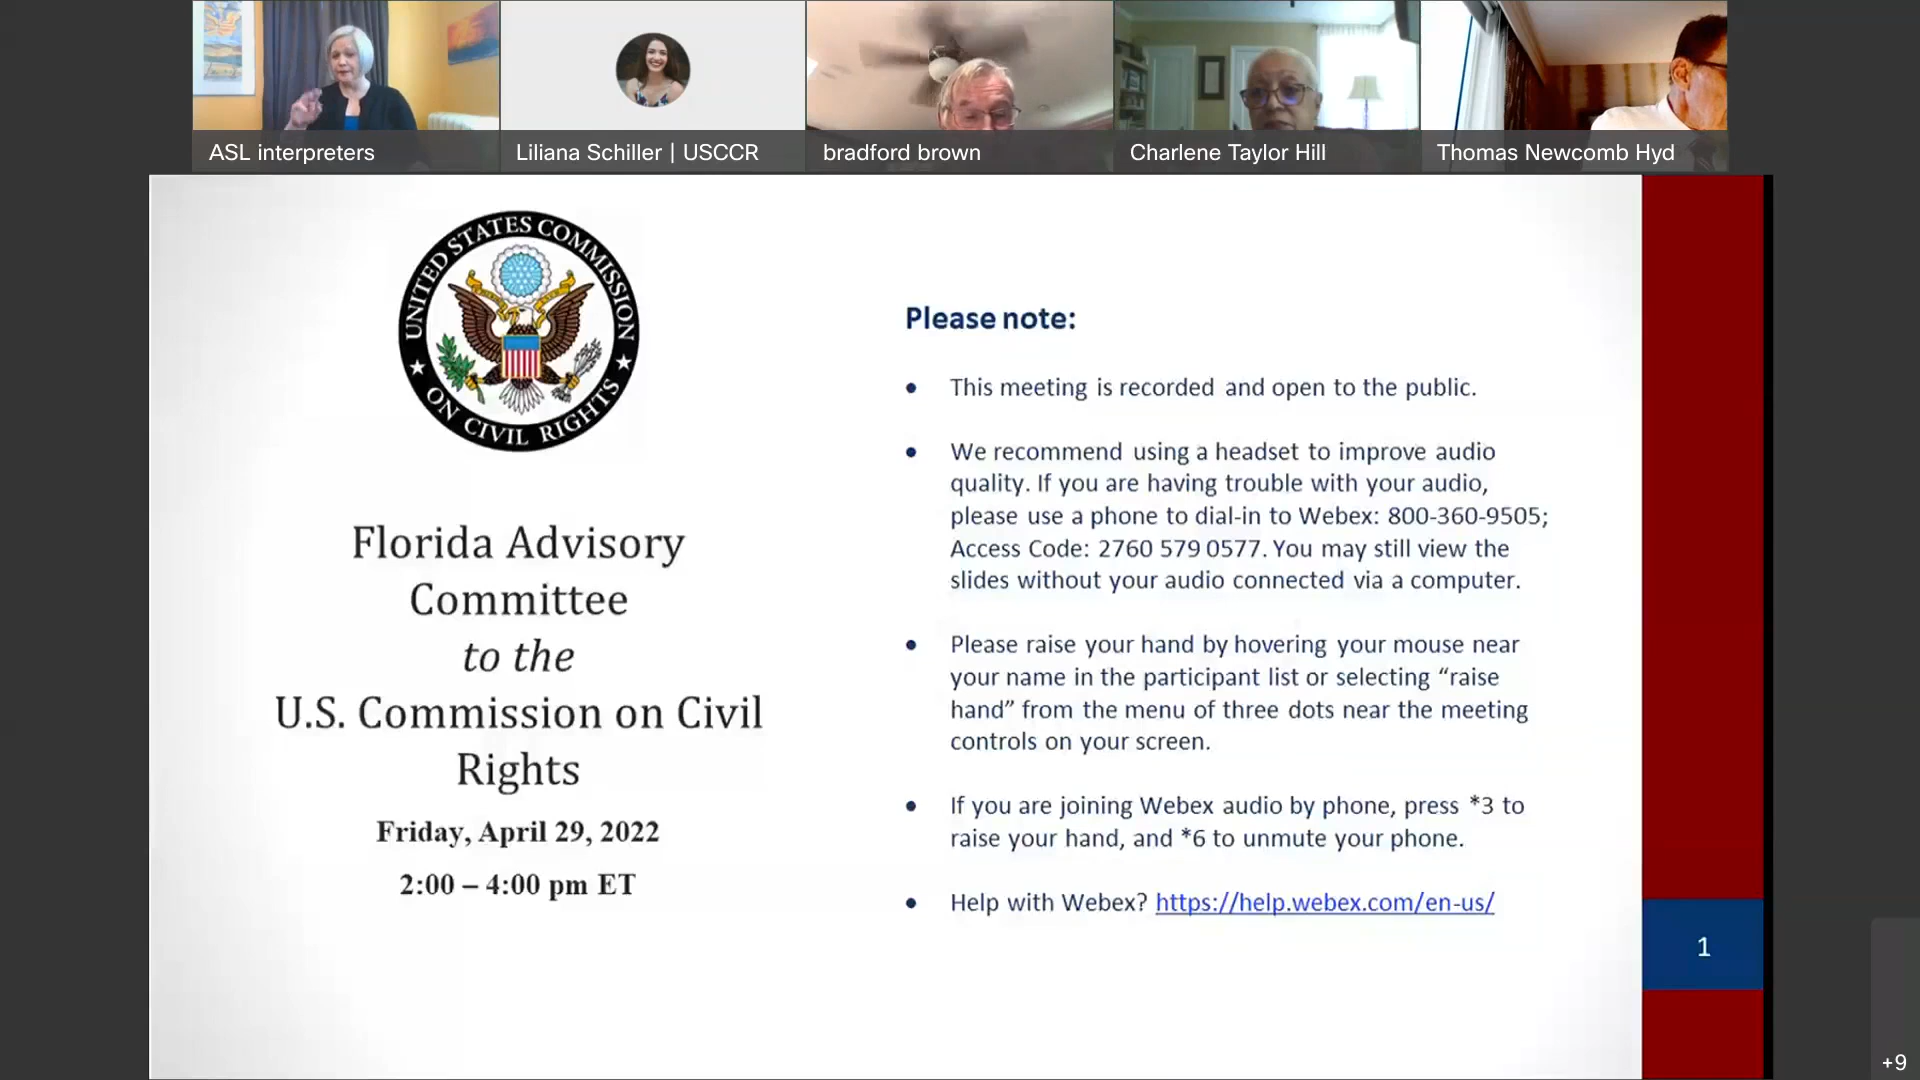 ASL interpreters
Liliana Schiller | USCCR
bradford brown
Charlene Taylor Hill
Thomas Newcomb Hyd
UNITED STATES COMMISSION
★ ON CIVIL RIGHTS ★
Florida Advisory
Committee
to the
U.S. Commission on Civil
Rights
Friday, April 29, 2022
2:00 – 4:00 pm ET
Please note:
• This meeting is recorded and open to the public.
• We recommend using a headset to improve audio
quality. If you are having trouble with your audio,
please use a phone to dial-in to Webex: 800-360-9505;
Access Code: 2760 579 0577. You may still view the
slides without your audio connected via a computer.
• Please raise your hand by hovering your mouse near
your name in the participant list or selecting “raise
hand” from the menu of three dots near the meeting
controls on your screen.
• If you are joining Webex audio by phone, press *3 to
raise your hand, and *6 to unmute your phone.
• Help with Webex? https://help.webex.com/en-us/
1
+9